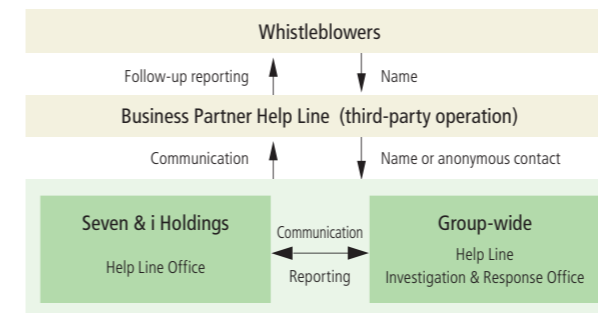 Whistleblowers
Follow-up reporting
Name
Business Partner Help Line (third-party operation)
Communication
Name or anonymous contact
Seven & i Holdings
Help Line Office
Communication
Reporting
Group-wide
Help Line
Investigation & Response Office